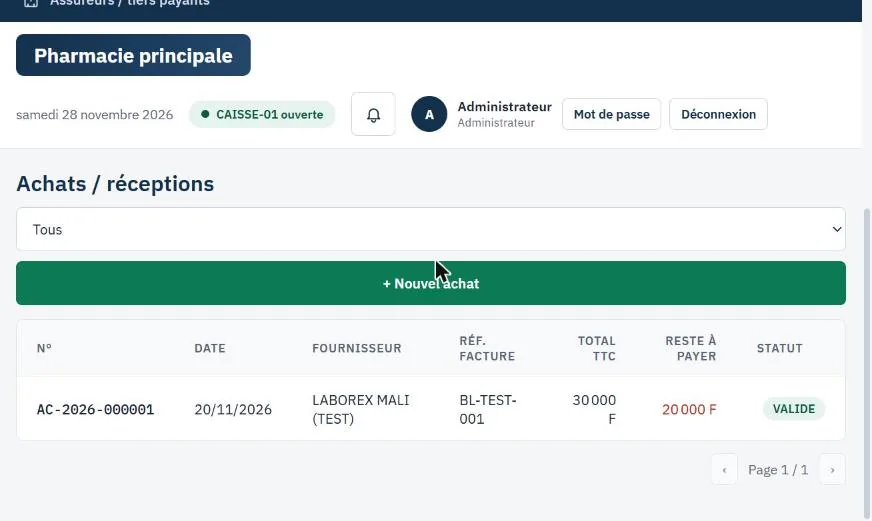 Assureurs / tiers payants
Pharmacie principale
samedi 28 novembre 2026
CAISSE-01 ouverte
A
Administrateur
Administrateur
Mot de passe
Déconnexion
Achats / réceptions
Tous
+ Nouvel achat
N° DATE FOURNISSEUR RÉF. FACTURE TOTAL TTC RESTE À PAYER STATUT
AC-2026-000001 20/11/2026 LABOREX MALI (TEST) BL-TEST-001 30 000 F 20 000 F VALIDE
‹ Page 1 / 1 ›